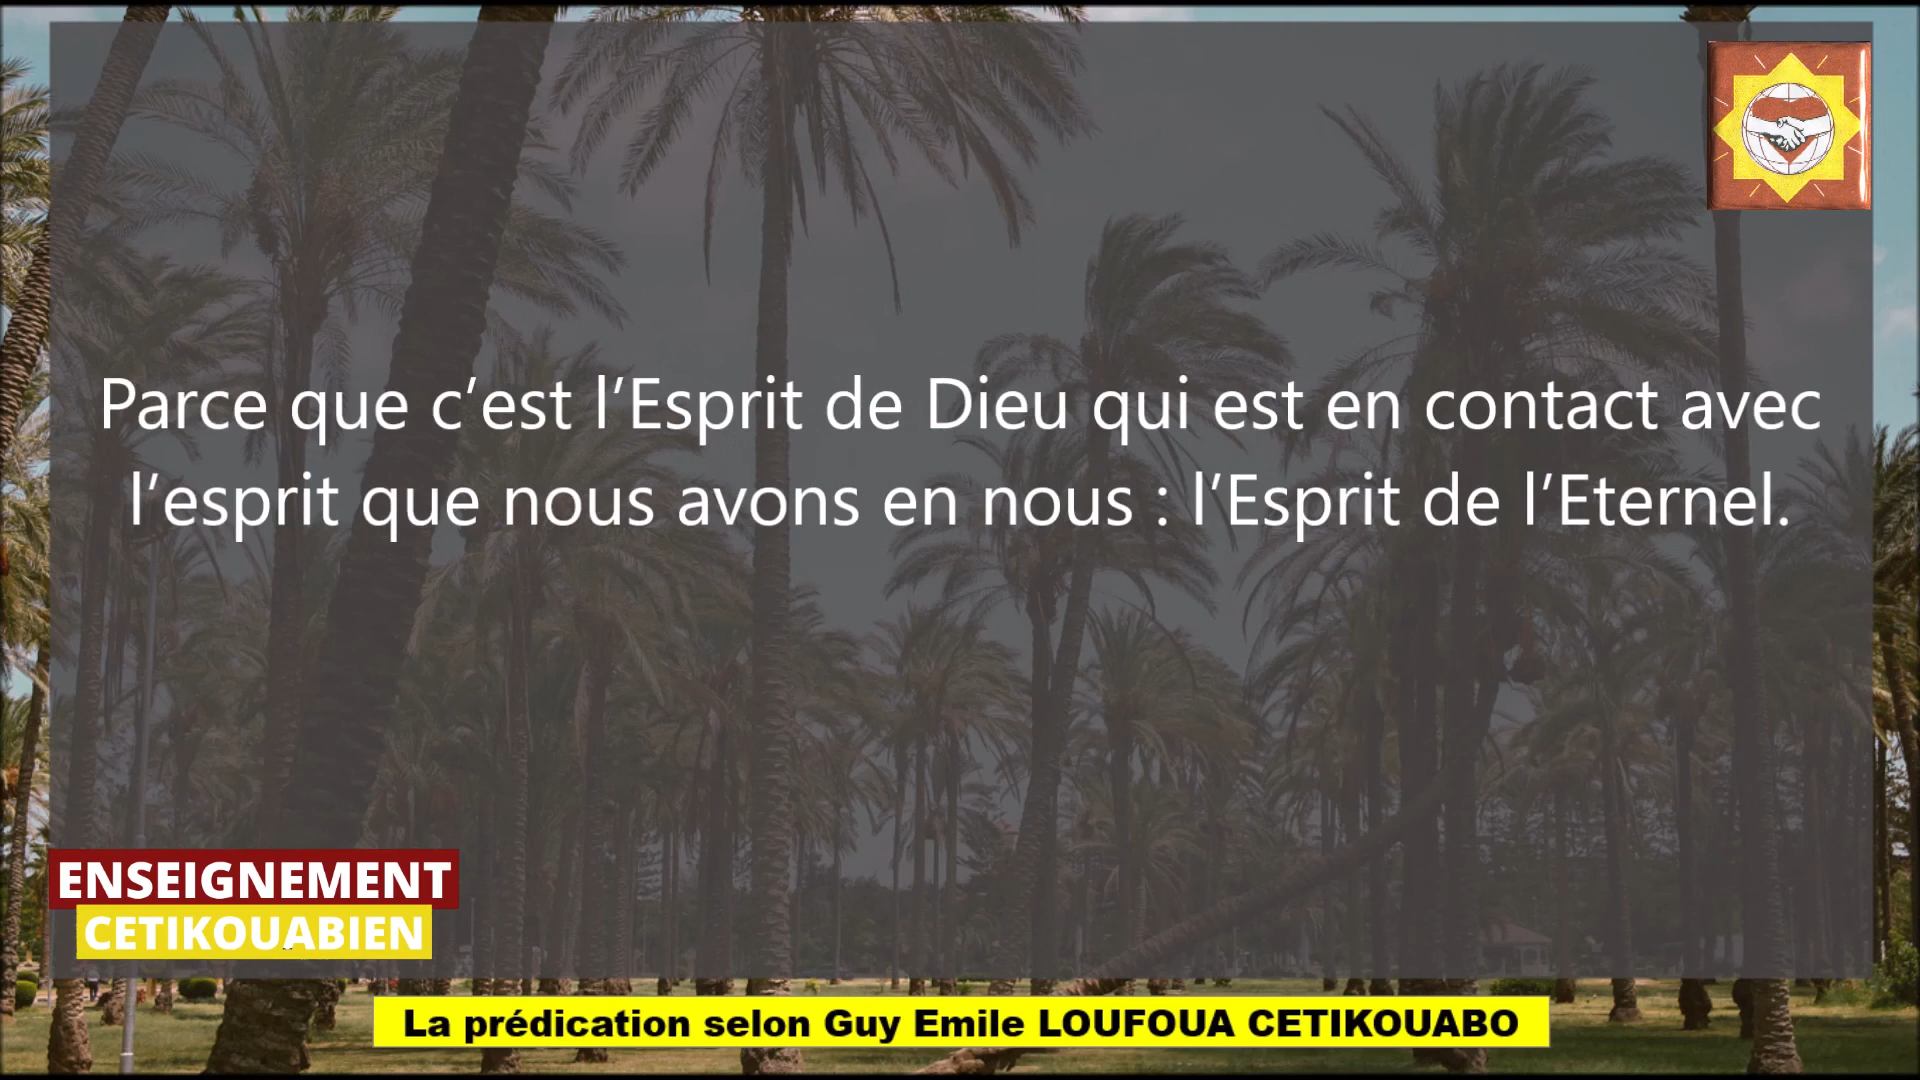 Parce que c’est l’Esprit de Dieu qui est en contact avec
l’esprit que nous avons en nous : l’Esprit de l’Eternel.
ENSEIGNEMENT
CETIKOUABIEN
La prédication selon Guy Emile LOUFOUA CETIKOUABO